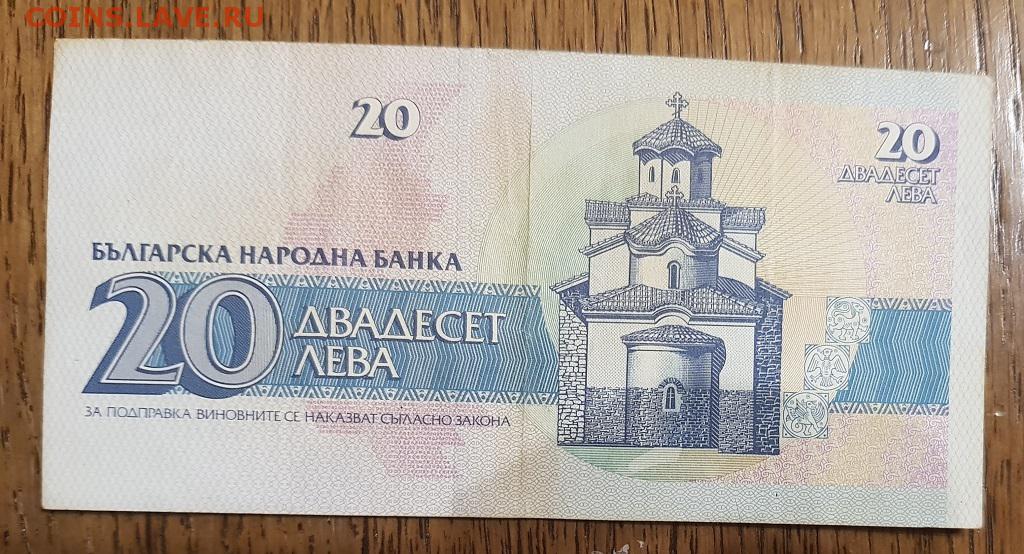 COINS.LAVE.РУ
20
20
ДВАДЕСЕТ
ЛЕВА
БЪЛГАРСКА НАРОДНА БАНКА
20
ДВАДЕСЕТ
ЛЕВА
ЗА ПОДПРАВКА ВИНОВНИТЕ СЕ НАКАЗВАТ СЪГЛАСНО ЗАКОНА